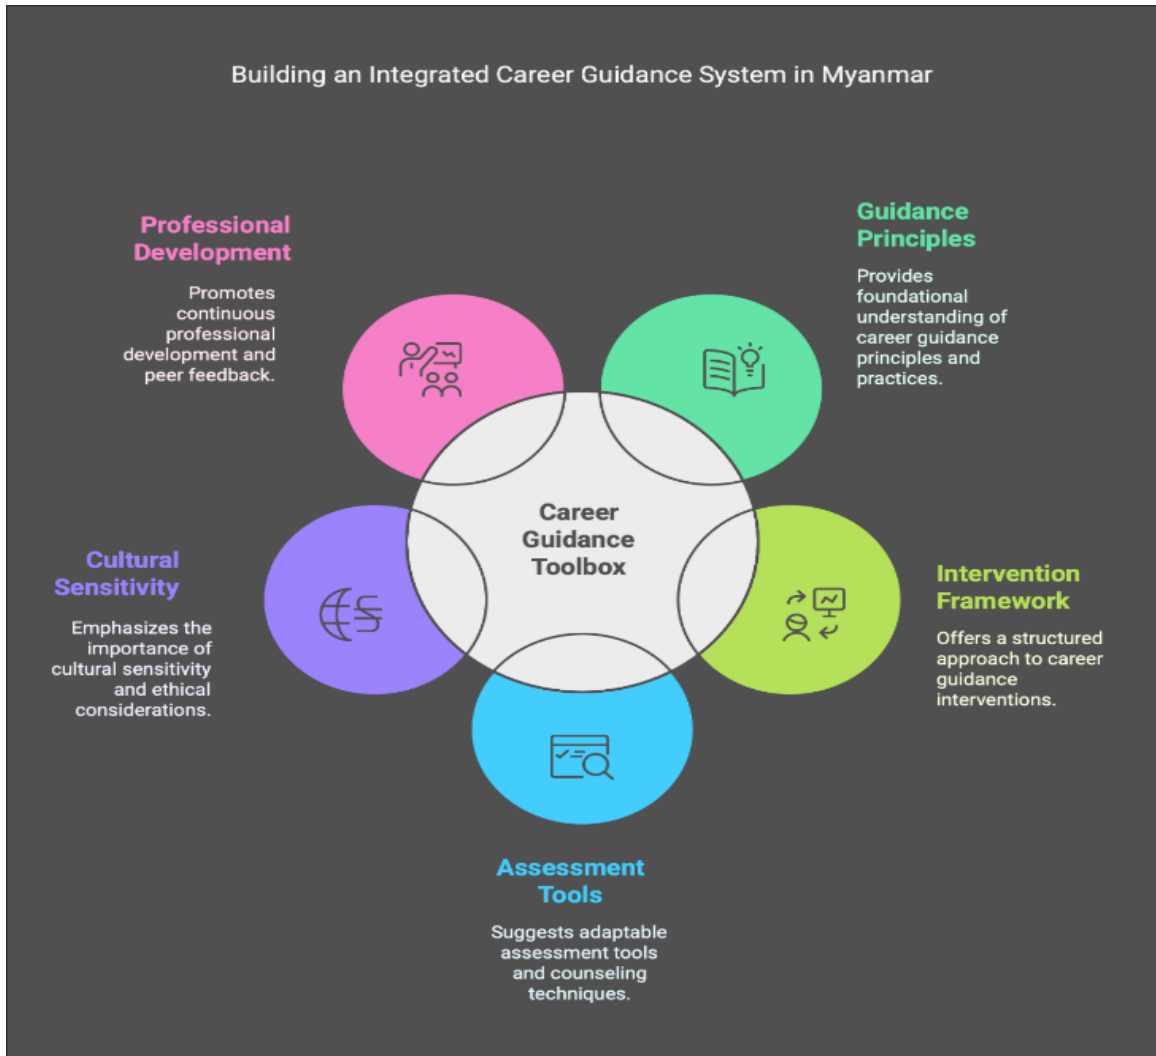 Building an Integrated Career Guidance System in Myanmar
Professional
Development
Promotes
continuous
professional
development and
peer feedback.
Guidance
Principles
Provides
foundational
understanding of
career guidance
principles and
practices.
Career
Guidance
Toolbox
Cultural
Sensitivity
Emphasizes the
importance of
cultural sensitivity
and ethical
considerations.
Intervention
Framework
Offers a structured
approach to career
guidance
interventions.
Assessment
Tools
Suggests adaptable
assessment tools
and counseling
techniques.